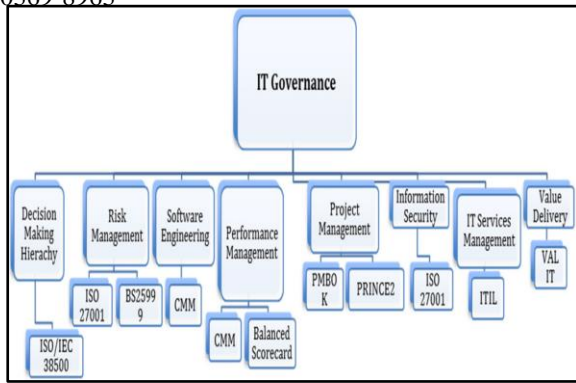 IT Governance
Decision
Making
Hierachy
Risk
Management
Software
Engineering
Performance
Management
Project
Management
Information
Security
IT Services
Management
Value
Delivery
ISO/IEC
38500
ISO
27001
BS2599
9
CMM
CMM
Balanced
Scorecard
PMBO
K
PRINCE2
ISO
27001
ITIL
VAL
IT